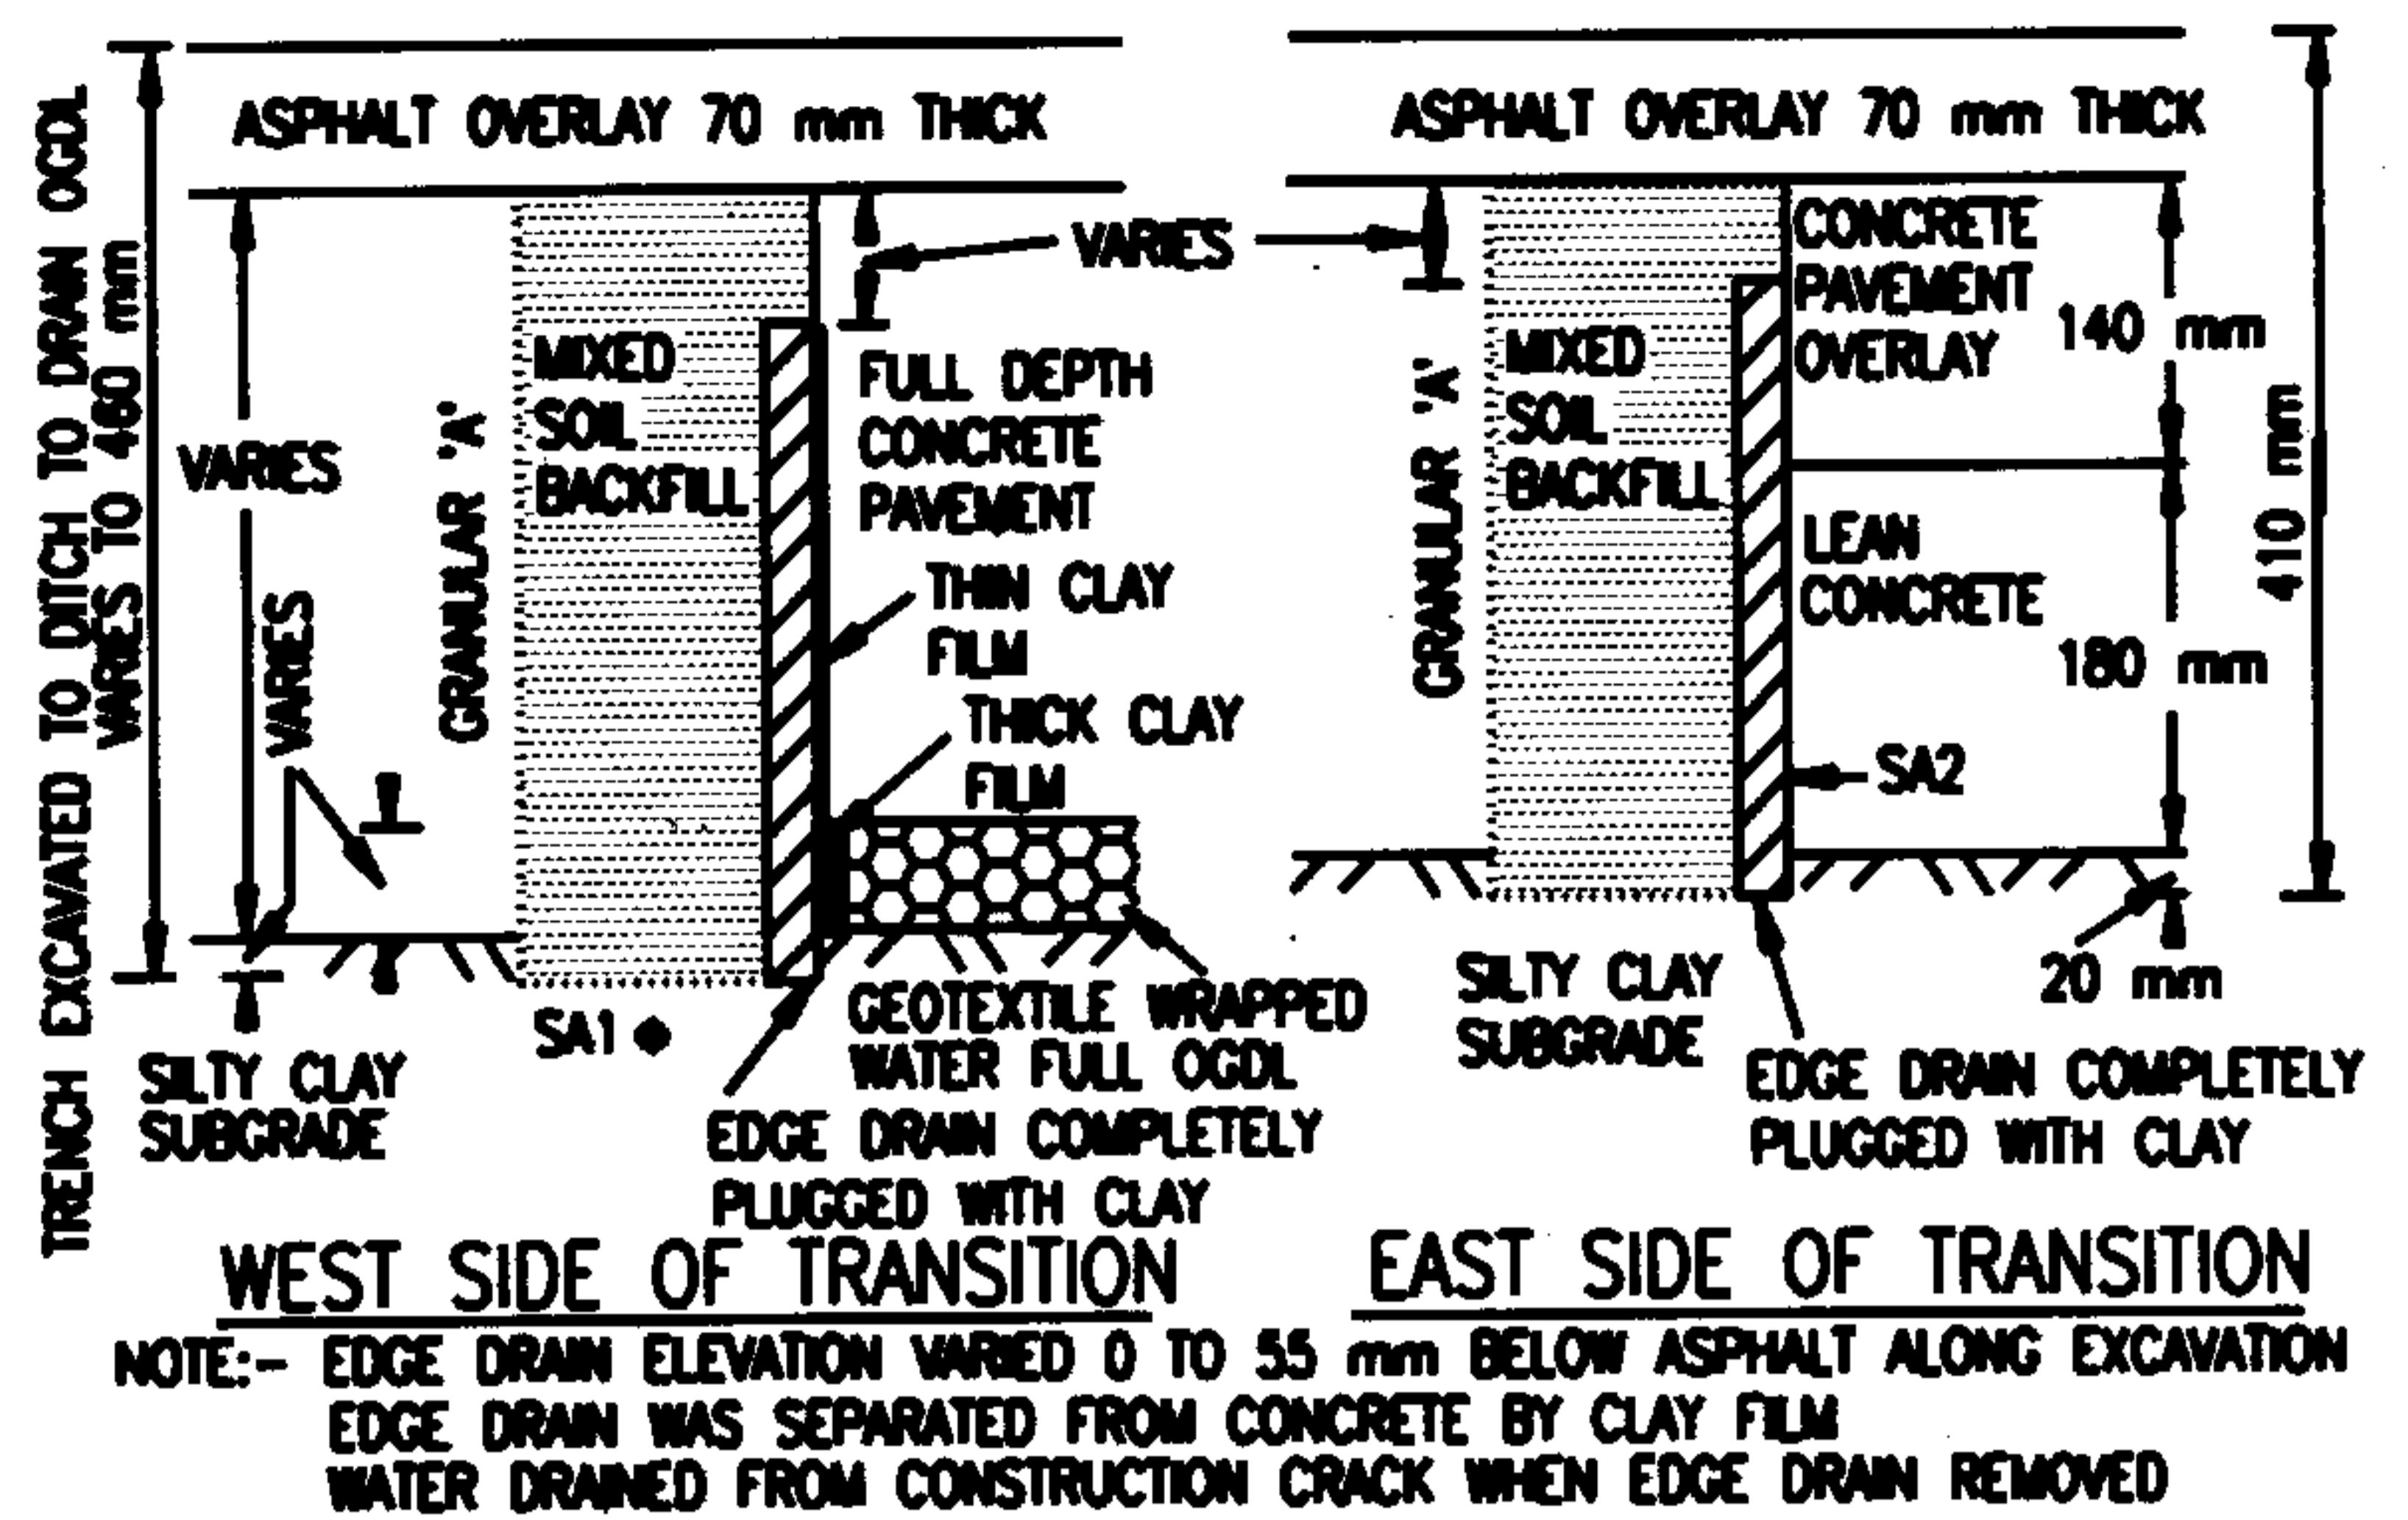 TRENCH EXCAVATED TO DITCH TO DRAIN OGDL
VARIES TO 460 mm
ASPHALT OVERLAY 70 mm THICK
VARIES
VARIES
GRANULAR 'A'
MIXED
SOIL
BACKFILL
VARIES
FULL DEPTH
CONCRETE
PAVEMENT
THIN CLAY
FILM
THICK CLAY
FILM
SILTY CLAY
SUBGRADE
SA1
GEOTEXTILE WRAPPED
WATER FULL OGDL
EDGE DRAIN COMPLETELY
PLUGGED WITH CLAY
WEST SIDE OF TRANSITION
ASPHALT OVERLAY 70 mm THICK
GRANULAR 'A'
MIXED
SOIL
BACKFILL
CONCRETE
PAVEMENT
OVERLAY
140 mm
LEAN
CONCRETE
180 mm
410 mm
SA2
20 mm
SILTY CLAY
SUBGRADE
EDGE DRAIN COMPLETELY
PLUGGED WITH CLAY
EAST SIDE OF TRANSITION
NOTE:- EDGE DRAIN ELEVATION VARIED 0 TO 55 mm BELOW ASPHALT ALONG EXCAVATION
EDGE DRAIN WAS SEPARATED FROM CONCRETE BY CLAY FILM
WATER DRAINED FROM CONSTRUCTION CRACK WHEN EDGE DRAIN REMOVED